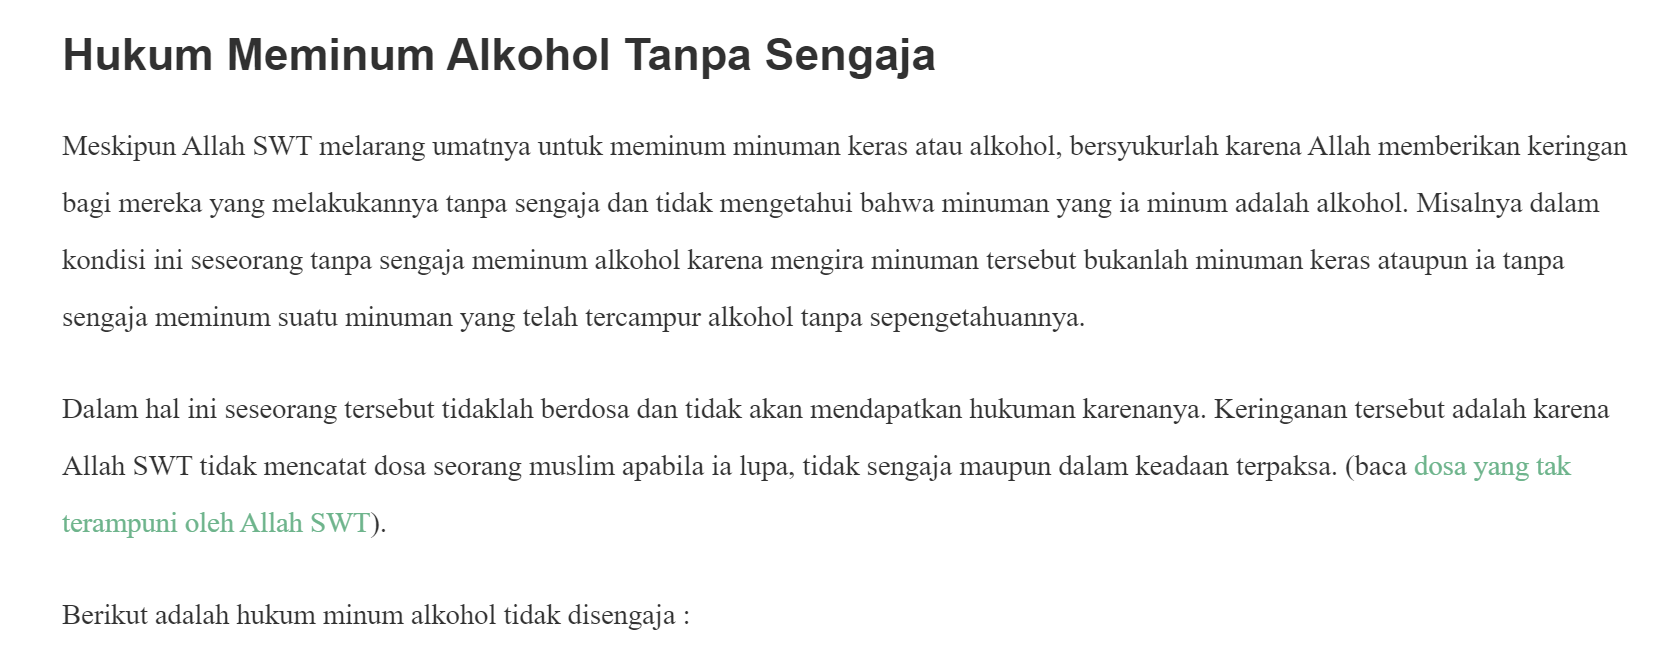 Hukum Meminum Alkohol Tanpa Sengaja
Meskipun Allah SWT melarang umatnya untuk meminum minuman keras atau alkohol, bersyukurlah karena Allah memberikan keringan
bagi mereka yang melakukannya tanpa sengaja dan tidak mengetahui bahwa minuman yang ia minum adalah alkohol. Misalnya dalam
kondisi ini seseorang tanpa sengaja meminum alkohol karena mengira minuman tersebut bukanlah minuman keras ataupun ia tanpa
sengaja meminum suatu minuman yang telah tercampur alkohol tanpa sepengetahuannya.
Dalam hal ini seseorang tersebut tidaklah berdosa dan tidak akan mendapatkan hukuman karenanya. Keringanan tersebut adalah karena
Allah SWT tidak mencatat dosa seorang muslim apabila ia lupa, tidak sengaja maupun dalam keadaan terpaksa. (baca dosa yang tak
terampuni oleh Allah SWT).
Berikut adalah hukum minum alkohol tidak disengaja :